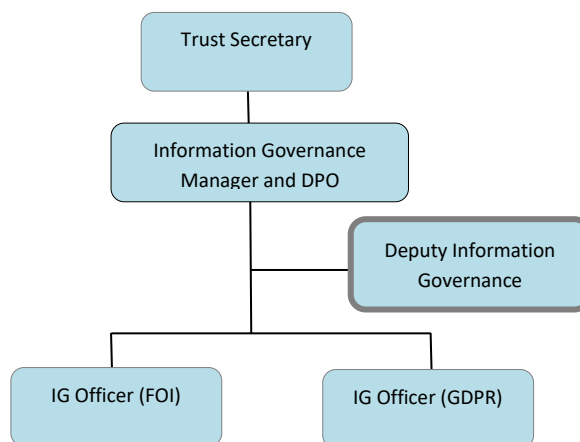 Trust Secretary
Information Governance
Manager and DPO
Deputy Information
Governance
IG Officer (FOI)
IG Officer (GDPR)